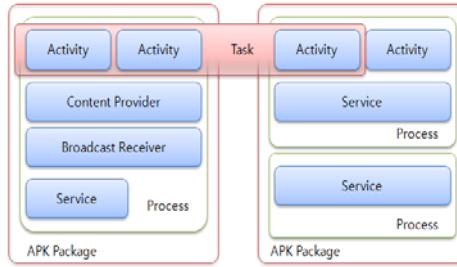 Activity Activity Task Activity Activity
Content Provider
Broadcast Receiver
Service Process
APK Package
Service
Process
Service
Process
APK Package